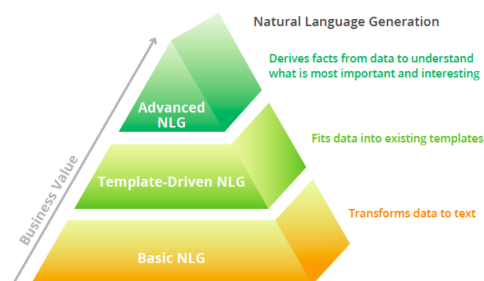 Natural Language Generation
Derives facts from data to understand
what is most important and interesting
Advanced
NLG
Fits data into existing templates
Template-Driven NLG
Business Value
Transforms data to text
Basic NLG